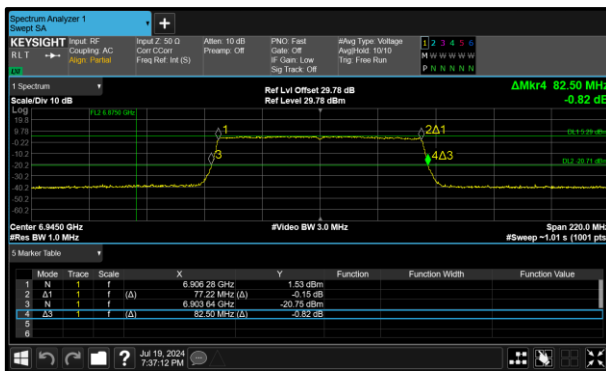 Spectrum Analyzer 1
Swept SA
+
KEYSIGHT Input: RF Input Z: 50 Ω Atten: 10 dB PNO: Fast #Avg Type: Voltage 1 2 3 4 5 6
RLT Coupling: AC Corr CCorr Preamp: Off Gate: Off Avg|Hold: 10/10 M W W W W W
Align: Partial Freq Ref: Int (S) IF Gain: Low Trig: Free Run P N N N N N
Sig Track: Off
1 Spectrum Ref Lvl Offset 29.78 dB ΔMkr4 82.50 MHz
Scale/Div 10 dB Ref Level 29.78 dBm -0.82 dB
Log
19.8 FL2 6.8750 GHz
9.78 1 2Δ1 DL1 5.29 dBm
-0.22
-10.2 3 4Δ3
-20.2 DL2 -20.71 dBm
-30.2
-40.2
-50.2
-60.2
Center 6.9450 GHz #Video BW 3.0 MHz Span 220.0 MHz
#Res BW 1.0 MHz #Sweep ~1.01 s (1001 pts)
5 Marker Table
Mode Trace Scale X Y Function Function Width Function Value
1 N 1 f 6.906 28 GHz 1.53 dBm
2 Δ1 1 f (Δ) 77.22 MHz (Δ) -0.15 dB
3 N 1 f 6.903 64 GHz -20.75 dBm
4 Δ3 1 f (Δ) 82.50 MHz (Δ) -0.82 dB
5
6
? Jul 19, 2024
7:37:12 PM